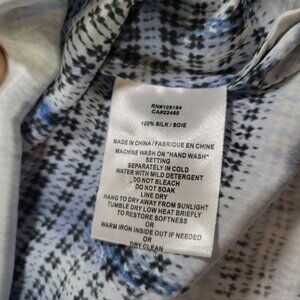 RN#105184
CA#22465
100% SILK / SOIE
MADE IN CHINA / FABRIQUE EN CHINE
MACHINE WASH ON "HAND WASH"
SETTING
SEPARATELY IN COLD
WATER WITH MILD DETERGENT
DO NOT BLEACH
DO NOT SOAK
LINE DRY
HANG TO DRY AWAY FROM SUNLIGHT
TUMBLE DRY LOW HEAT BRIEFLY
TO RESTORE SOFTNESS
OR
WARM IRON INSIDE OUT IF NEEDED
OR
DRY CLEAN